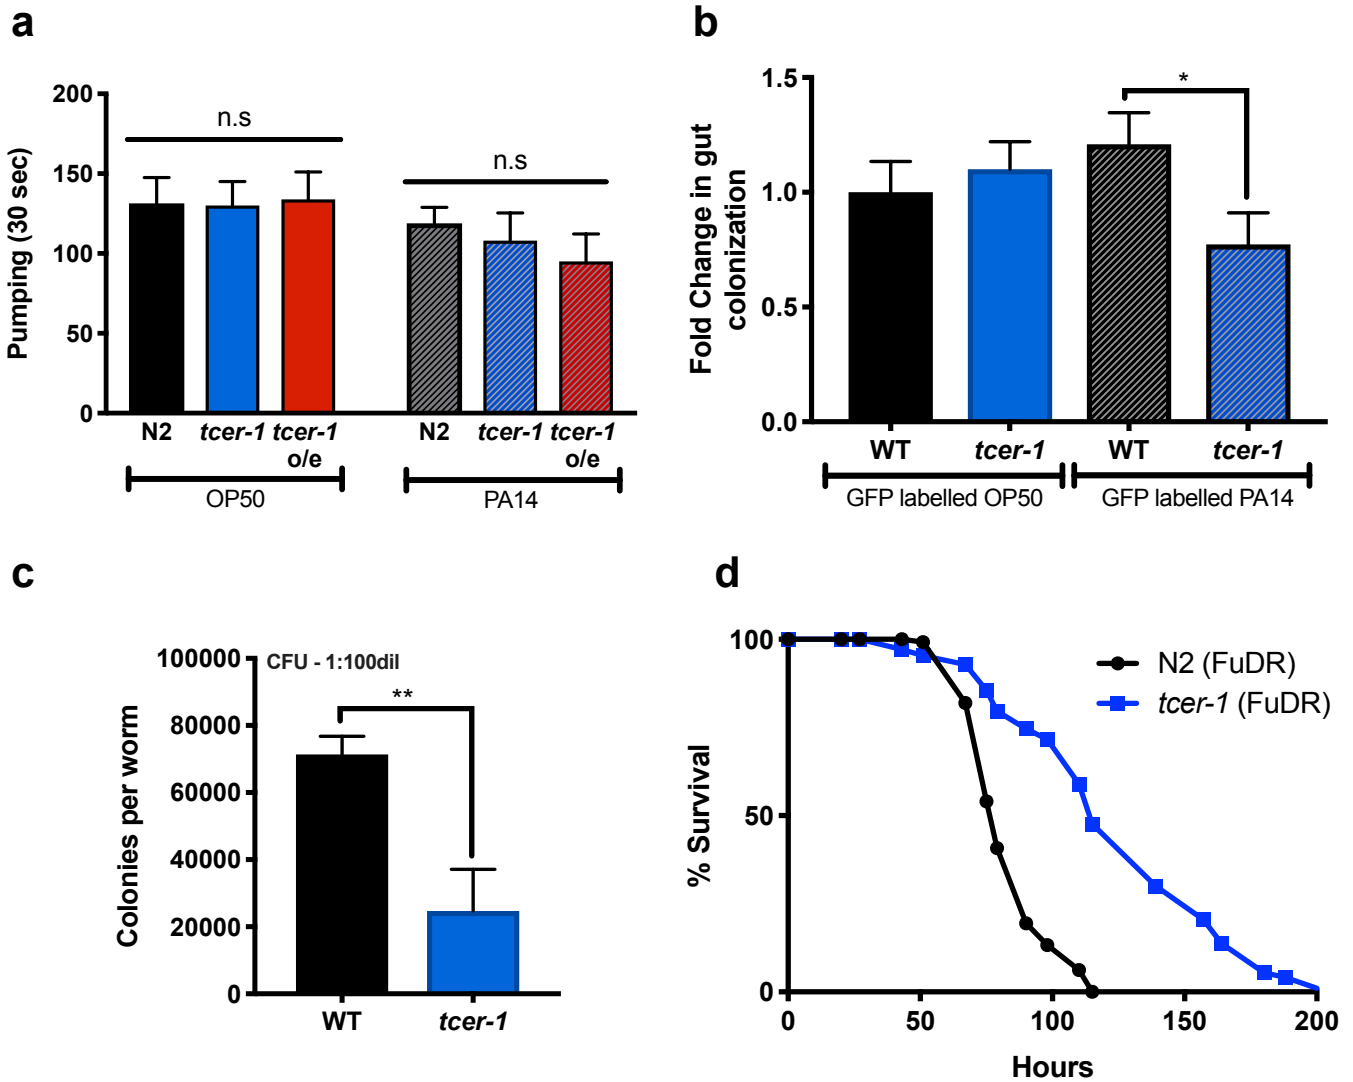 a
200
150
100
50
0
Pumping (30 sec)
n.s
n.s
N2 tcer-1 tcer-1 N2 tcer-1 tcer-1
o/e o/e
OP50 PA14
b
1.5
1.0
0.5
0.0
Fold Change in gut
colonization
*
WT tcer-1 WT tcer-1
GFP labelled OP50 GFP labelled PA14
c
100000
80000
60000
40000
20000
0
Colonies per worm
CFU - 1:100dil
**
WT tcer-1
d
100
50
0
% Survival
N2 (FuDR)
tcer-1 (FuDR)
0 50 100 150 200
Hours